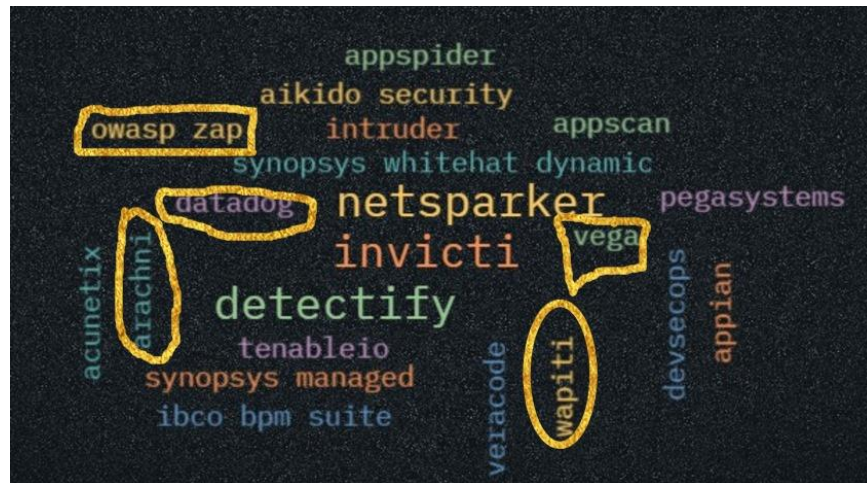 appspider
aikido security
owasp zap
intruder
appscan
synopsys whitehat dynamic
datadog
netsparker
pegasystems
vega
invicti
arachni
acunetix
detectify
devsecops
appian
tenableio
wapiti
veracode
synopsys managed
ibco bpm suite